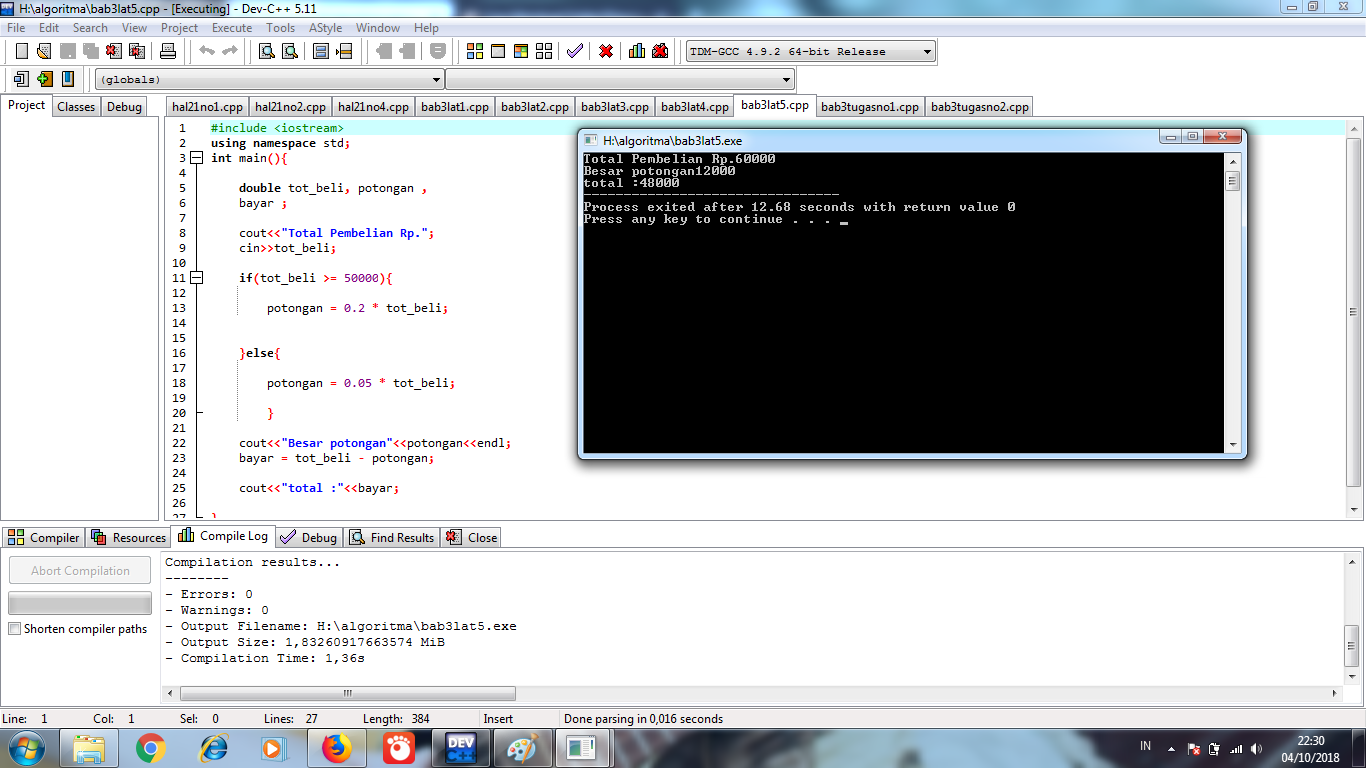 H:\algoritma\bab3lat5.cpp - [Executing] - Dev-C++ 5.11
File Edit Search View Project Execute Tools AStyle Window Help
TDM-GCC 4.9.2 64-bit Release
(globals)
Project Classes Debug
hal21no1.cpp hal21no2.cpp hal21no4.cpp bab3lat1.cpp bab3lat2.cpp bab3lat3.cpp bab3lat4.cpp bab3lat5.cpp bab3tugasno1.cpp bab3tugasno2.cpp
1 #include <iostream>
2 using namespace std;
3 int main(){
4
5 double tot_beli, potongan ,
6 bayar ;
7
8 cout<<"Total Pembelian Rp.";
9 cin>>tot_beli;
10
11 if(tot_beli >= 50000){
12
13 potongan = 0.2 * tot_beli;
14
15
16 }else{
17
18 potongan = 0.05 * tot_beli;
19
20 }
21
22 cout<<"Besar potongan"<<potongan<<endl;
23 bayar = tot_beli - potongan;
24
25 cout<<"total :"<<bayar;
26
27 }
H:\algoritma\bab3lat5.exe
Total Pembelian Rp.60000
Besar potongan12000
total :48000
--------------------------------
Process exited after 12.68 seconds with return value 0
Press any key to continue . . . _
Compiler Resources Compile Log Debug Find Results Close
Abort Compilation
Shorten compiler paths
Compilation results...
--------
- Errors: 0
- Warnings: 0
- Output Filename: H:\algoritma\bab3lat5.exe
- Output Size: 1,83260917663574 MiB
- Compilation Time: 1,36s
Line: 1 Col: 1 Sel: 0 Lines: 27 Length: 384 Insert Done parsing in 0,016 seconds
DEV C++
IN
22:30
04/10/2018